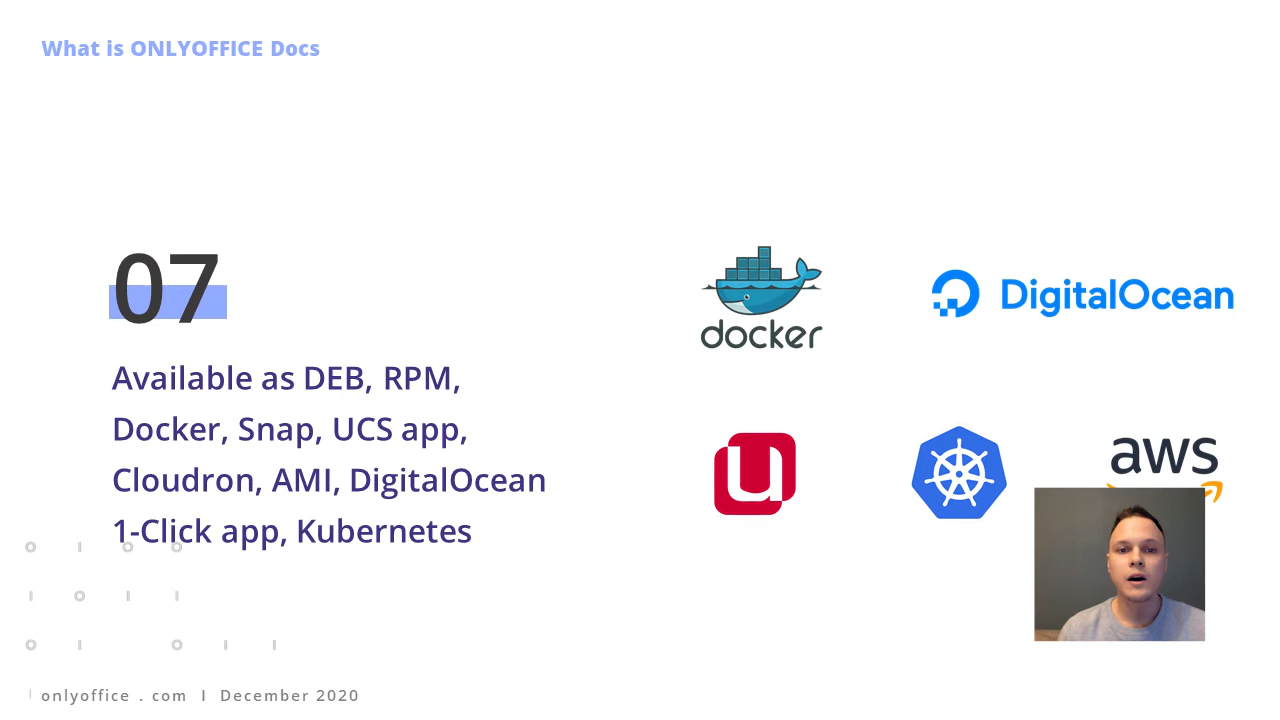 What is ONLYOFFICE Docs
07
Available as DEB, RPM,
Docker, Snap, UCS app,
Cloudron, AMI, DigitalOcean
1-Click app, Kubernetes
docker
DigitalOcean
u
aws
O I O O
I O I I
O I O I I
onlyoffice . com I December 2020